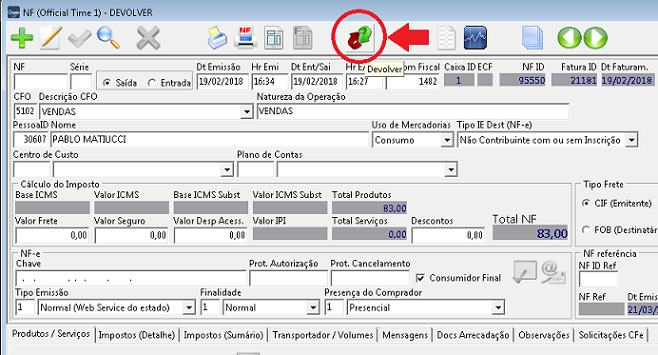 NF (Official Time 1) - DEVOLVER
Devolver
NF Série Dt Emissão Hr Emi Dt Ent/Sai Hr E om Fiscal Caixa ID ECF NF ID Fatura ID Dt Faturam.
Saída Entrada 19/02/2018 16:34 19/02/2018 16:27 1482 1 95550 21181 19/02/2018
CFO Descrição CFO Natureza da Operação
5102 VENDAS VENDAS
PessoaID Nome Uso de Mercadorias Tipo IE Dest (NF-e)
30607 PABLO MATIUCCI Consumo Não Contribuinte com ou sem Inscrição
Centro de Custo Plano de Contas
Cálculo do Imposto Tipo Frete
Base ICMS Valor ICMS Base ICMS Subst Valor ICMS Subst Total Produtos
83,00 CIF (Emitente)
Valor Frete Valor Seguro Valor Desp Acess. Valor IPI Total Serviços Descontos Total NF
0,00 0,00 0,00 0,00 0,00 83,00 FOB (Destinatár
NF-e NF referência
Chave Prot. Autorização Prot. Cancelamento NF ID Ref
Consumidor Final
Tipo Emissão Finalidade Presença do Comprador
1 Normal (Web Service do estado) 1 Normal 1 Presencial
NF Ref Dt Emis
21/03/
Produtos / Serviços Impostos (Detalhe) Impostos (Sumário) Transportador / Volumes Mensagens Docs Arrecadação Observações Solicitações CFe